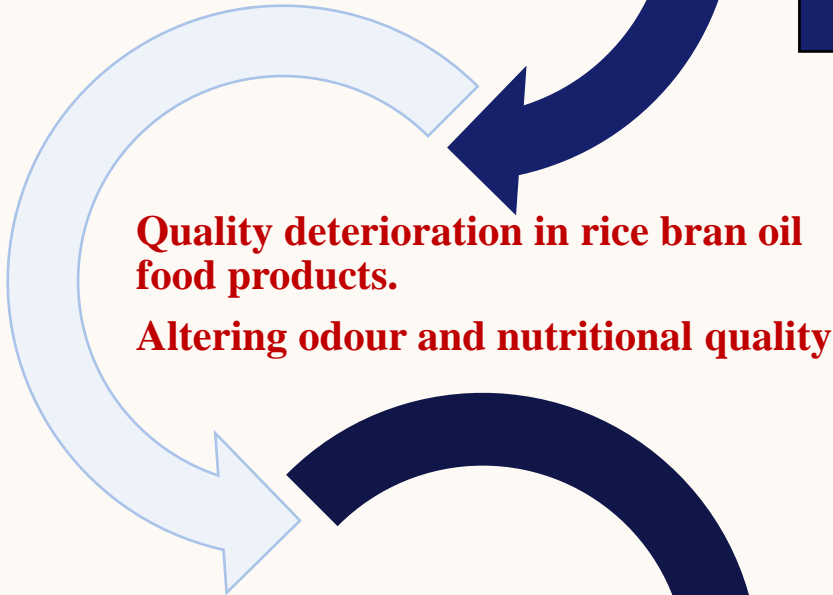 Quality deterioration in rice bran oil
food products.
Altering odour and nutritional quality